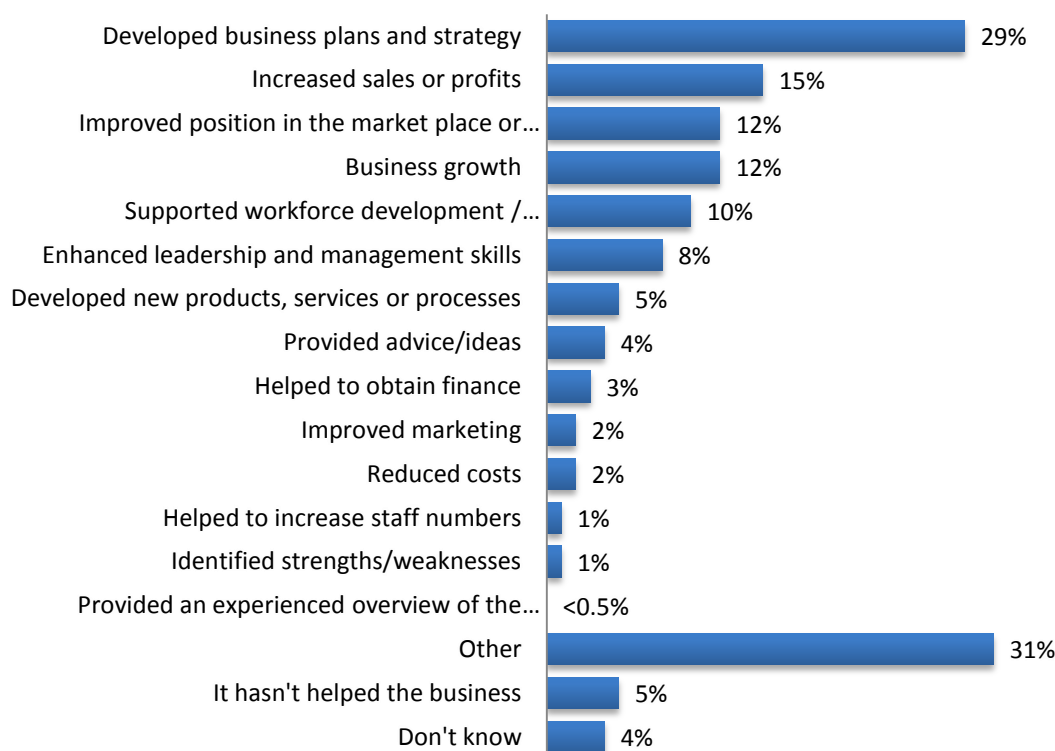 Developed business plans and strategy 29%
Increased sales or profits 15%
Improved position in the market place or… 12%
Business growth 12%
Supported workforce development /… 10%
Enhanced leadership and management skills 8%
Developed new products, services or processes 5%
Provided advice/ideas 4%
Helped to obtain finance 3%
Improved marketing 2%
Reduced costs 2%
Helped to increase staff numbers 1%
Identified strengths/weaknesses 1%
Provided an experienced overview of the… <0.5%
Other 31%
It hasn't helped the business 5%
Don't know 4%